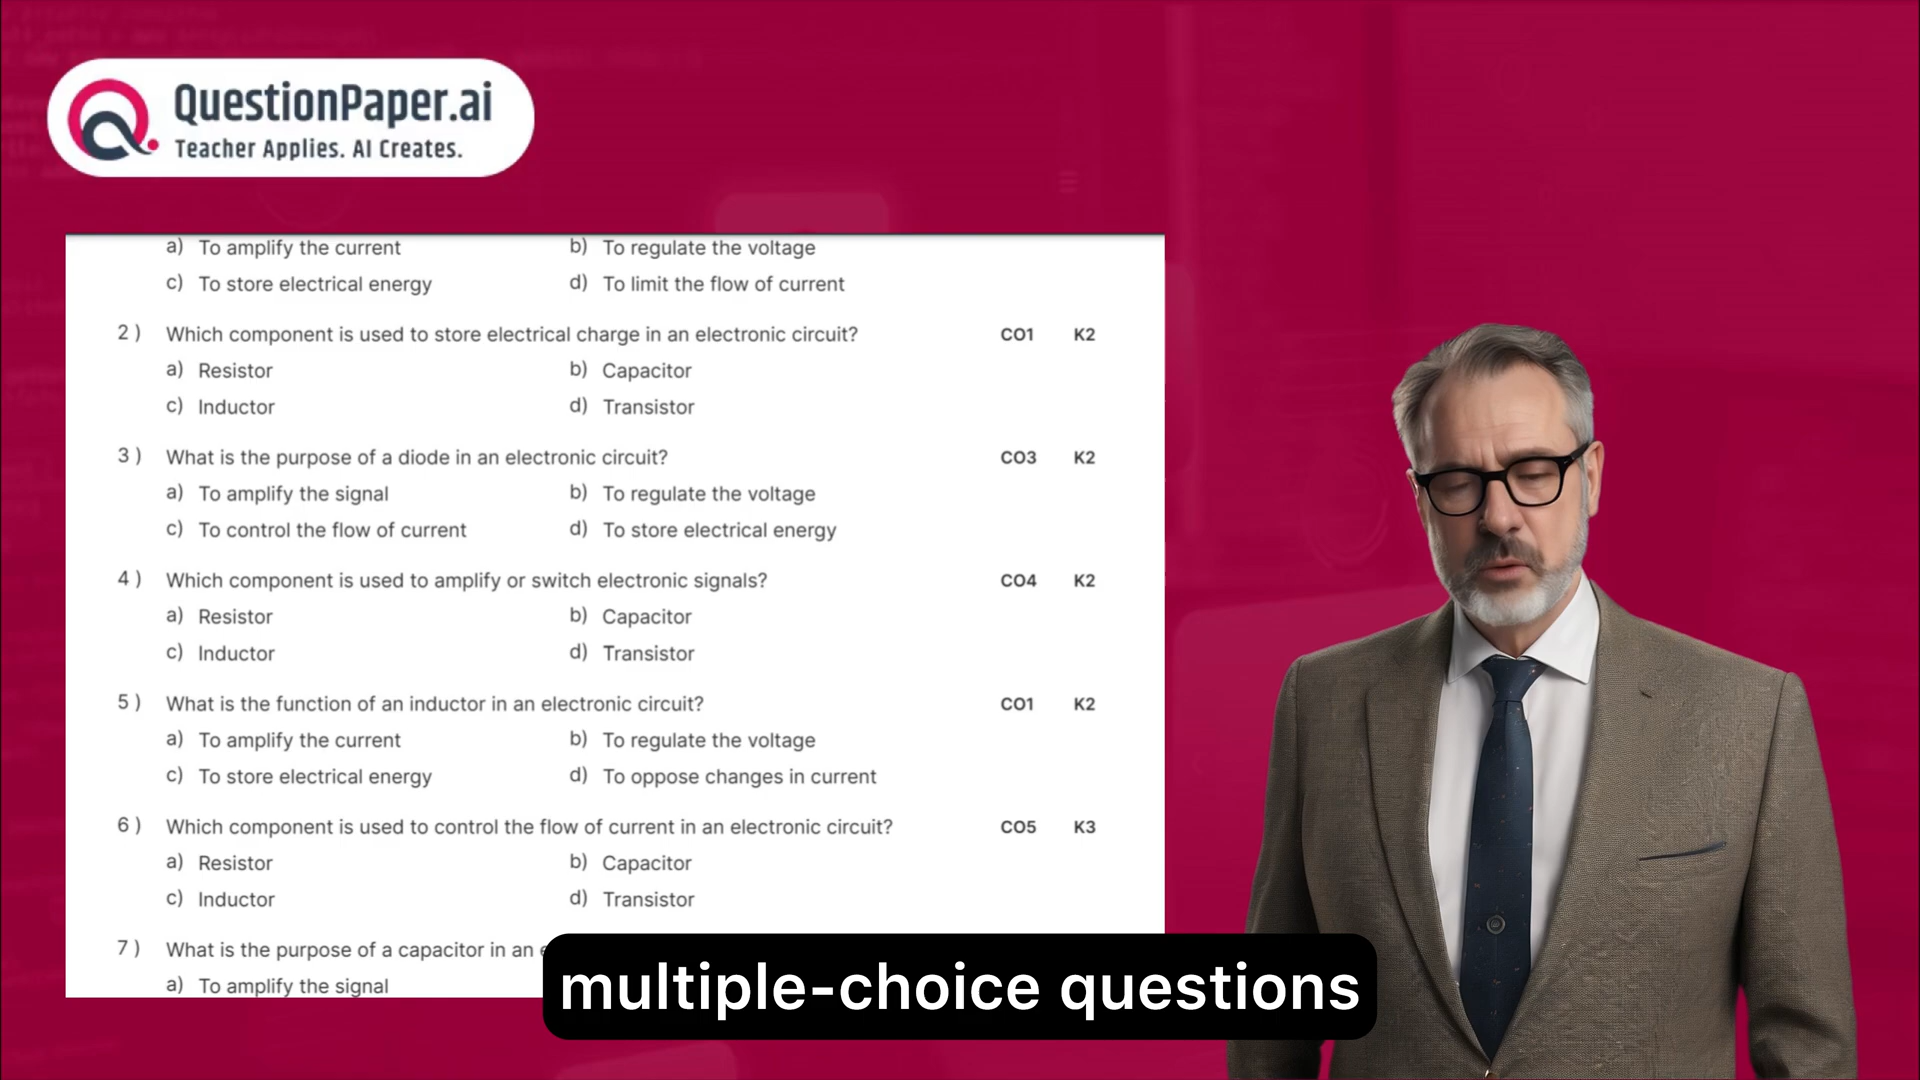 QuestionPaper.ai
Teacher Applies. AI Creates.
a) To amplify the current b) To regulate the voltage
c) To store electrical energy d) To limit the flow of current
2 ) Which component is used to store electrical charge in an electronic circuit? CO1 K2
a) Resistor b) Capacitor
c) Inductor d) Transistor
3 ) What is the purpose of a diode in an electronic circuit? CO3 K2
a) To amplify the signal b) To regulate the voltage
c) To control the flow of current d) To store electrical energy
4 ) Which component is used to amplify or switch electronic signals? CO4 K2
a) Resistor b) Capacitor
c) Inductor d) Transistor
5 ) What is the function of an inductor in an electronic circuit? CO1 K2
a) To amplify the current b) To regulate the voltage
c) To store electrical energy d) To oppose changes in current
6 ) Which component is used to control the flow of current in an electronic circuit? CO5 K3
a) Resistor b) Capacitor
c) Inductor d) Transistor
7 ) What is the purpose of a capacitor in an
a) To amplify the signal
multiple-choice questions